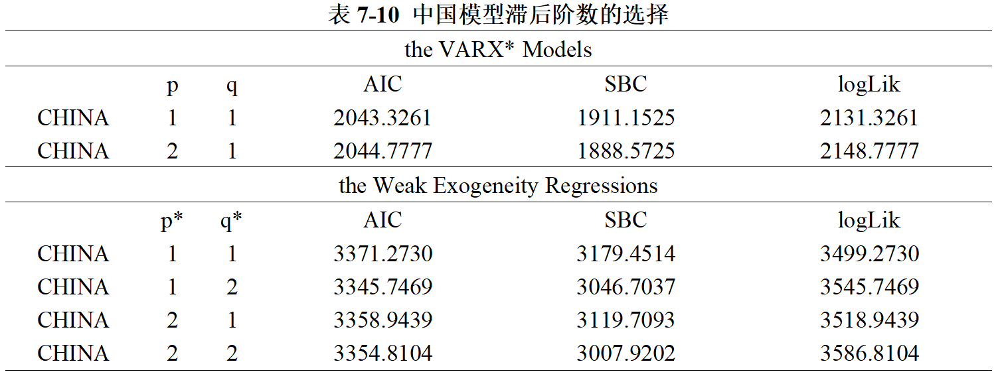 表 7-10 中国模型滞后阶数的选择
the VARX* Models
p q AIC SBC logLik
CHINA 1 1 2043.3261 1911.1525 2131.3261
CHINA 2 1 2044.7777 1888.5725 2148.7777
the Weak Exogeneity Regressions
p* q* AIC SBC logLik
CHINA 1 1 3371.2730 3179.4514 3499.2730
CHINA 1 2 3345.7469 3046.7037 3545.7469
CHINA 2 1 3358.9439 3119.7093 3518.9439
CHINA 2 2 3354.8104 3007.9202 3586.8104